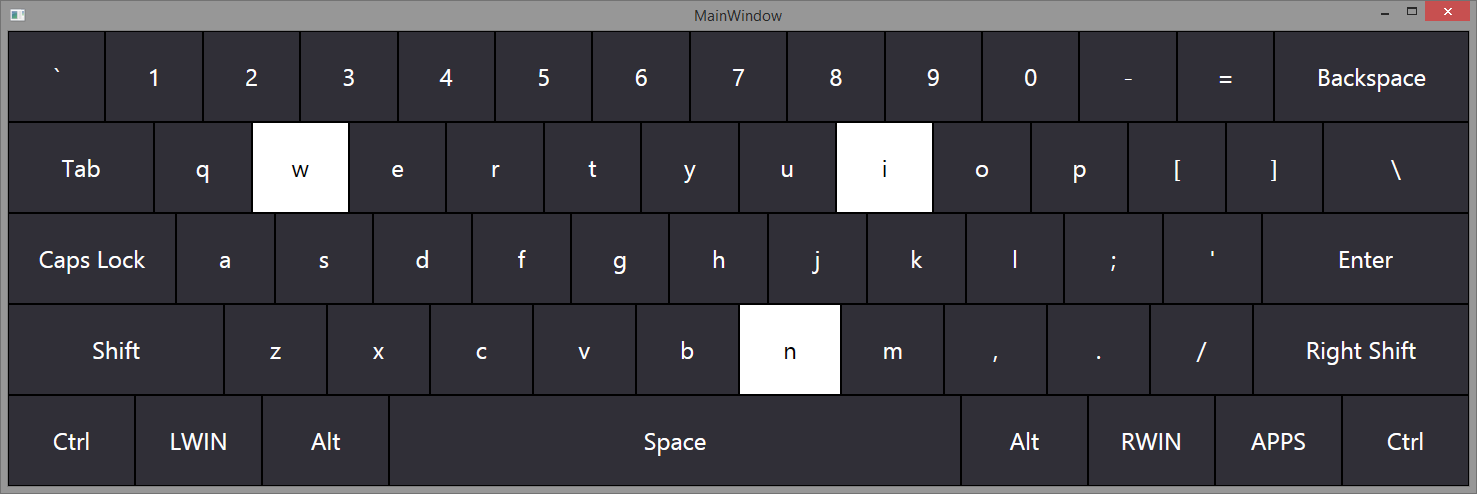 MainWindow
` 1 2 3 4 5 6 7 8 9 0 - = Backspace
Tab q w e r t y u i o p [ ] \
Caps Lock a s d f g h j k l ; ' Enter
Shift z x c v b n m , . / Right Shift
Ctrl LWIN Alt Space Alt RWIN APPS Ctrl